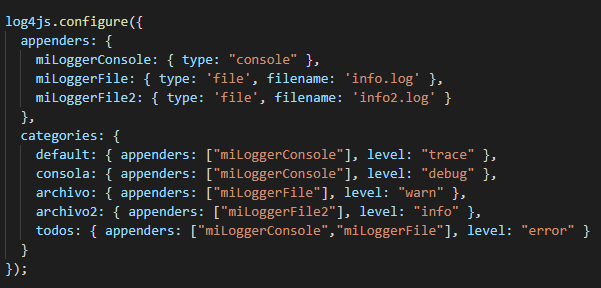 log4js.configure({
  appenders: {
    miLoggerConsole: { type: "console" },
    miLoggerFile: { type: 'file', filename: 'info.log' },
    miLoggerFile2: { type: 'file', filename: 'info2.log' }
  },
  categories: {
    default: { appenders: ["miLoggerConsole"], level: "trace" },
    consola: { appenders: ["miLoggerConsole"], level: "debug" },
    archivo: { appenders: ["miLoggerFile"], level: "warn" },
    archivo2: { appenders: ["miLoggerFile2"], level: "info" },
    todos: { appenders: ["miLoggerConsole","miLoggerFile"], level: "error" }
  }
});